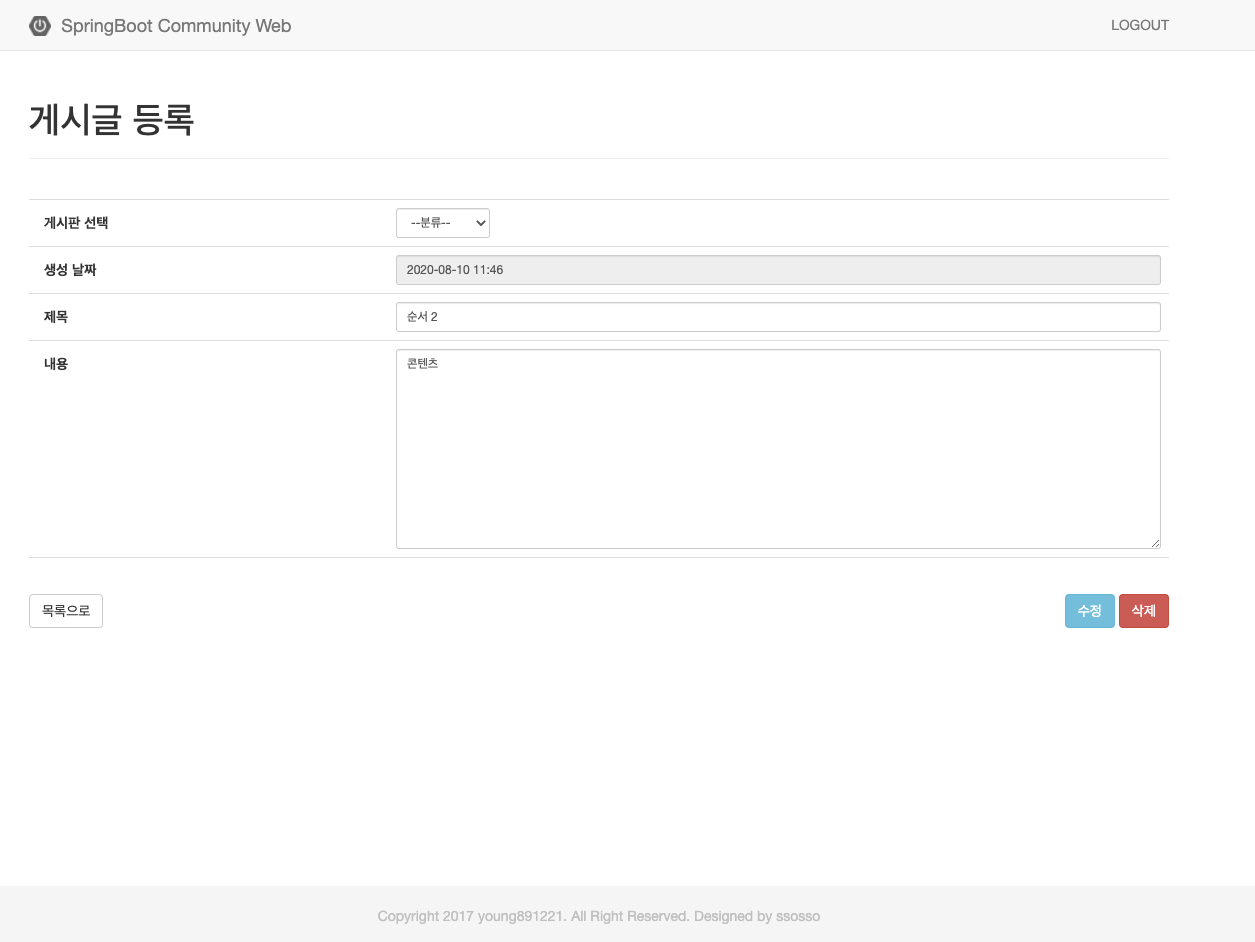 SpringBoot Community Web
LOGOUT
게시글 등록
게시판 선택
--분류--
생성 날짜
2020-08-10 11:46
제목
순서 2
내용
콘텐츠
목록으로
수정
삭제
Copyright 2017 young891221. All Right Reserved. Designed by ssosso